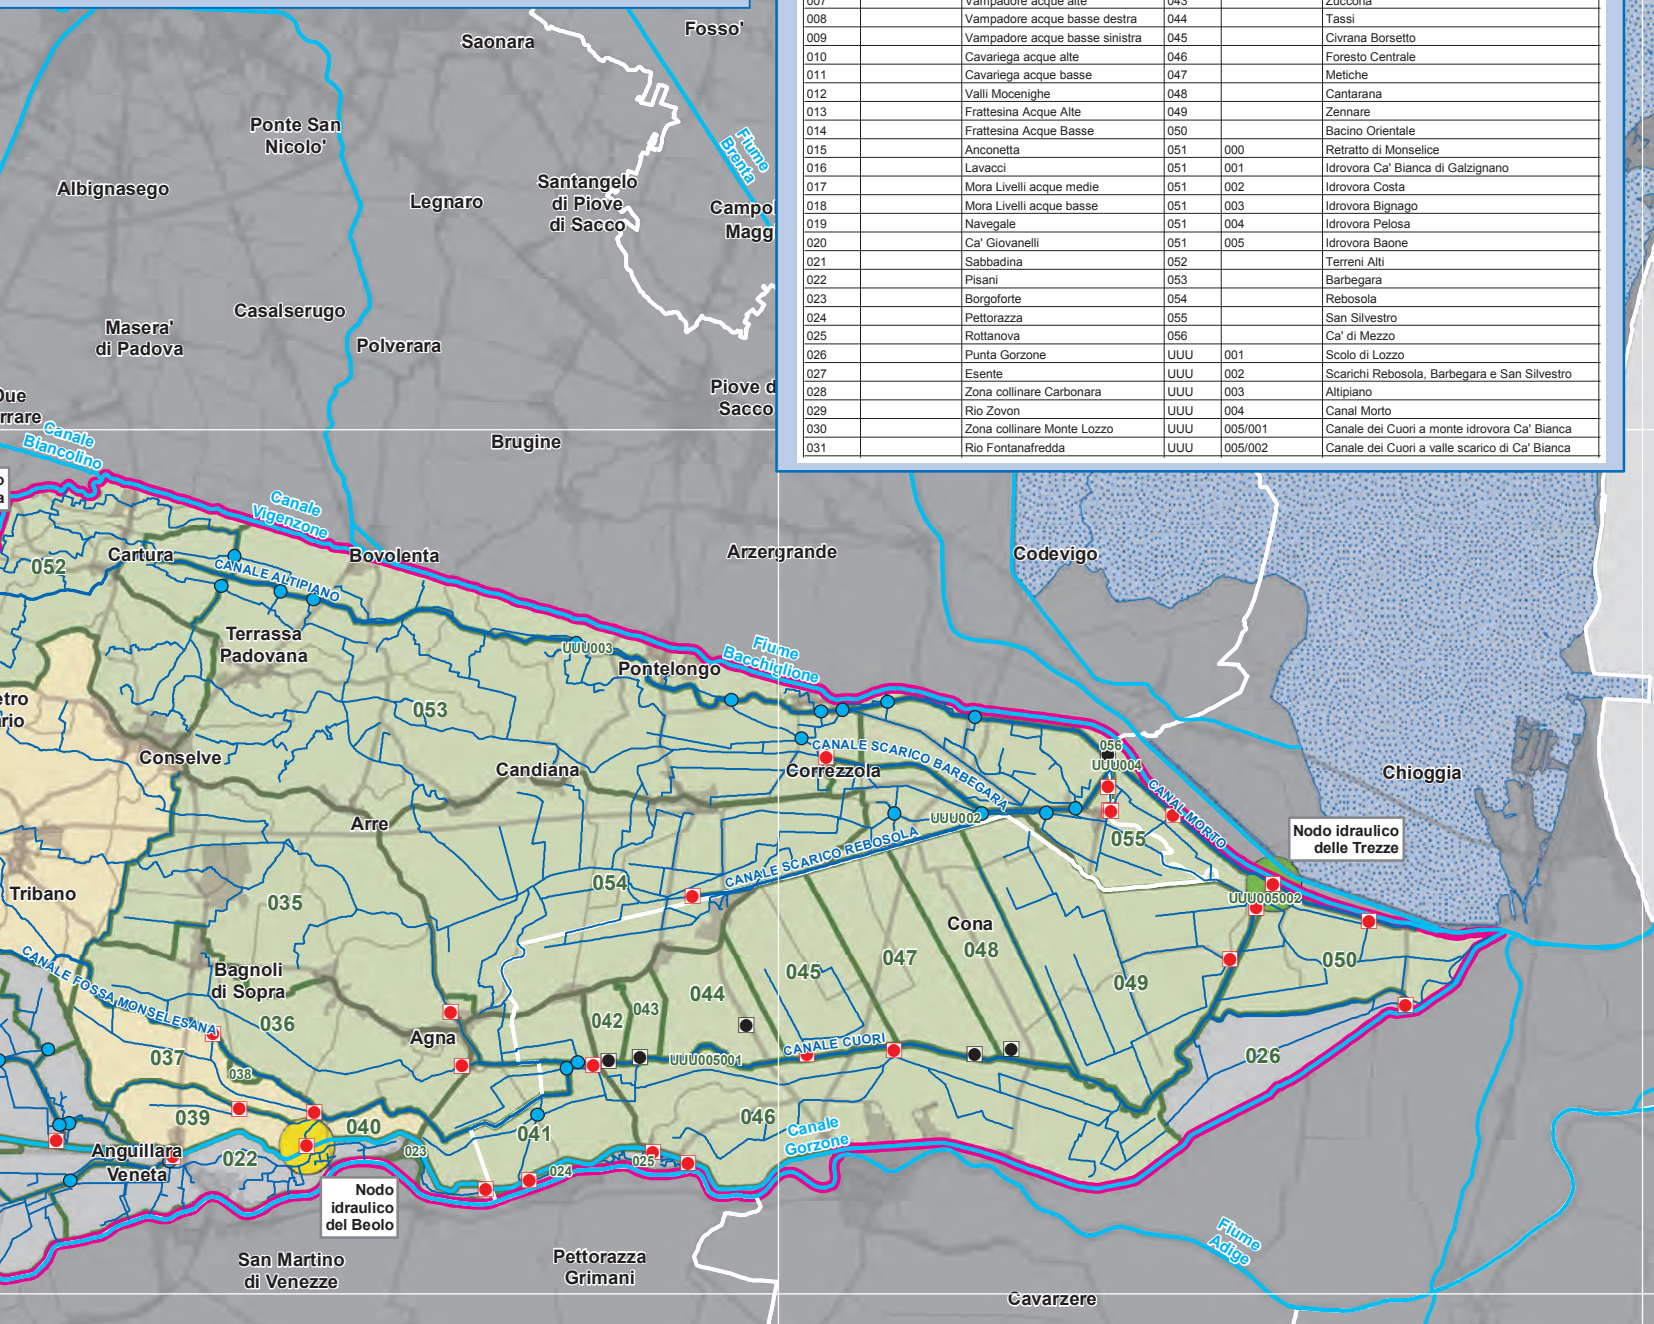 007 Vampadore acque alte 043 Zuccona
008 Vampadore acque basse destra 044 Tassi
009 Vampadore acque basse sinistra 045 Civrana Borsetto
010 Cavariega acque alte 046 Foresto Centrale
011 Cavariega acque basse 047 Metiche
012 Valli Mocenighe 048 Cantarana
013 Frattesina Acque Alte 049 Zennare
014 Frattesina Acque Basse 050 Bacino Orientale
015 Anconetta 051 000 Retratto di Monselice
016 Lavacci 051 001 Idrovora Ca' Bianca di Galzignano
017 Mora Livelli acque medie 051 002 Idrovora Costa
018 Mora Livelli acque basse 051 003 Idrovora Bignago
019 Navegale 051 004 Idrovora Pelosa
020 Ca' Giovanelli 051 005 Idrovora Baone
021 Sabbadina 052 Terreni Alti
022 Pisani 053 Barbegara
023 Borgoforte 054 Rebosola
024 Pettorazza 055 San Silvestro
025 Rottanova 056 Ca' di Mezzo
026 Punta Gorzone UUU 001 Scolo di Lozzo
027 Esente UUU 002 Scarichi Rebosola, Barbegara e San Silvestro
028 Zona collinare Carbonara UUU 003 Altipiano
029 Rio Zovon UUU 004 Canal Morto
030 Zona collinare Monte Lozzo UUU 005/001 Canale dei Cuori a monte idrovora Ca' Bianca
031 Rio Fontanafredda UUU 005/002 Canale dei Cuori a valle scarico di Ca' Bianca
Fosso'
Saonara
Ponte San
Nicolo'
Fiume
Brenta
Albignasego
Legnaro
Santangelo
di Piove
di Sacco
Campol
Magg
Casalserugo
Masera'
di Padova
Polverara
Piove d
Sacco
Due
rrare
Canale
Biancolino
Brugine
o
a
Canale
Vigenzone
Cartura
Bovolenta
Arzergrande
Codevigo
052
CANALE ALTIPIANO
Terrassa
Padovana
UUU003
Pontelongo
Fiume
Bacchiglione
etro
ario
053
Conselve
Candiana
CANALE SCARICO BARBEGARA
Correzzola
056
UUU004
CANAL MORTO
Chioggia
Arre
UUU002
CANALE SCARICO REBOSOLA
055
Nodo idraulico
delle Trezze
Tribano
035
054
UUU005002
Cona
048
047
045
050
049
CANALE FOSSA MONSELESANA
Bagnoli
di Sopra
036
044
043
042
Agna
CANALE CUORI
UUU005001
026
037
038
039
040
041
046
Canale
Gorzone
Anguillara
Veneta
022
023
024
025
Nodo
idraulico
del Beolo
San Martino
di Venezze
Pettorazza
Grimani
Fiume
Adige
Cavarzere